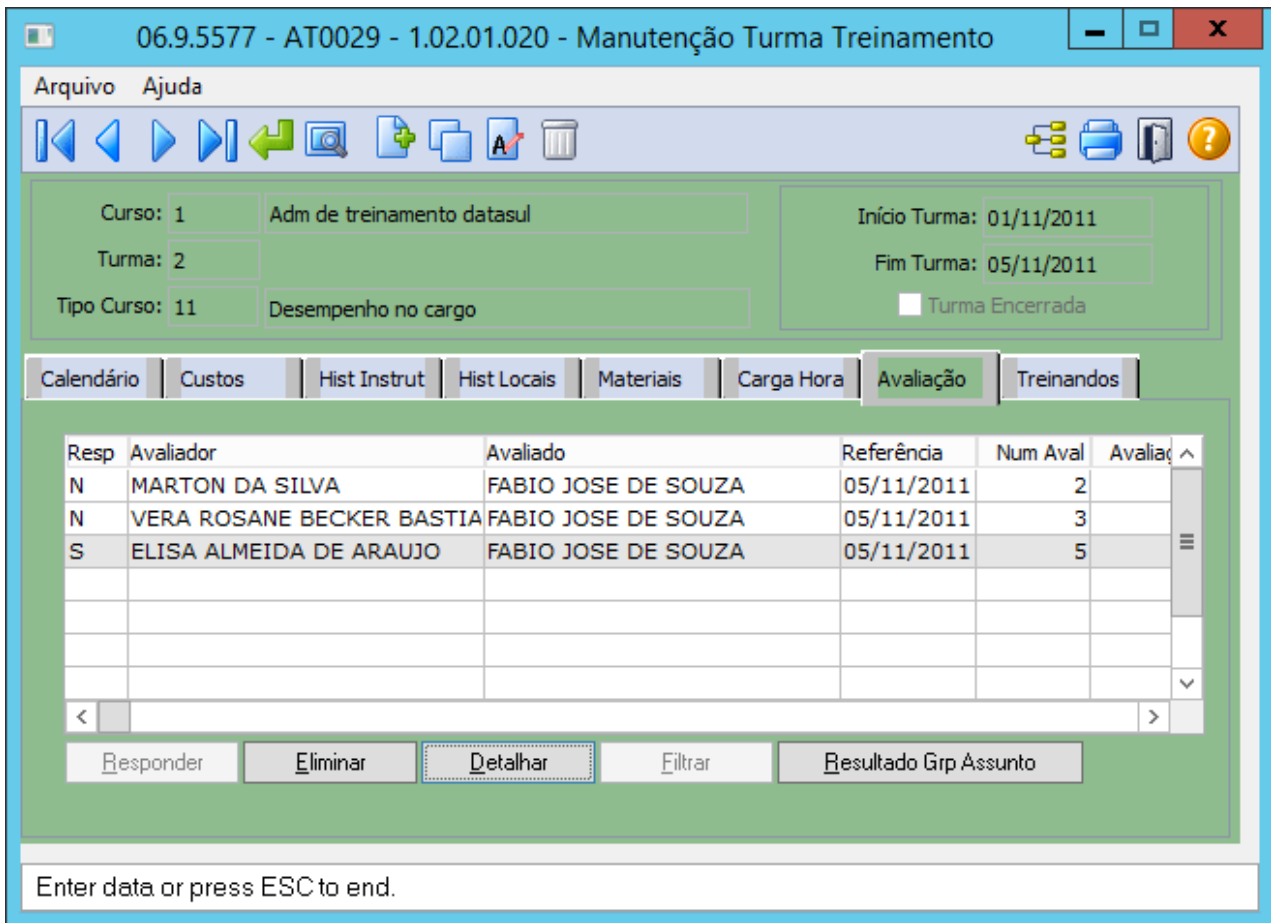 06.9.5577 - AT0029 - 1.02.01.020 - Manutenção Turma Treinamento
Arquivo Ajuda
Curso: 1 Adm de treinamento datasul
Início Turma: 01/11/2011
Turma: 2
Fim Turma: 05/11/2011
Tipo Curso: 11 Desempenho no cargo
Turma Encerrada
Calendário Custos Hist Instrut Hist Locais Materiais Carga Hora Avaliação Treinandos
Resp Avaliador Avaliado Referência Num Aval Avaliaç
N MARTON DA SILVA FABIO JOSE DE SOUZA 05/11/2011 2
N VERA ROSANE BECKER BASTIA FABIO JOSE DE SOUZA 05/11/2011 3
S ELISA ALMEIDA DE ARAUJO FABIO JOSE DE SOUZA 05/11/2011 5
Responder Eliminar Detalhar Filtrar Resultado Grp Assunto
Enter data or press ESC to end.